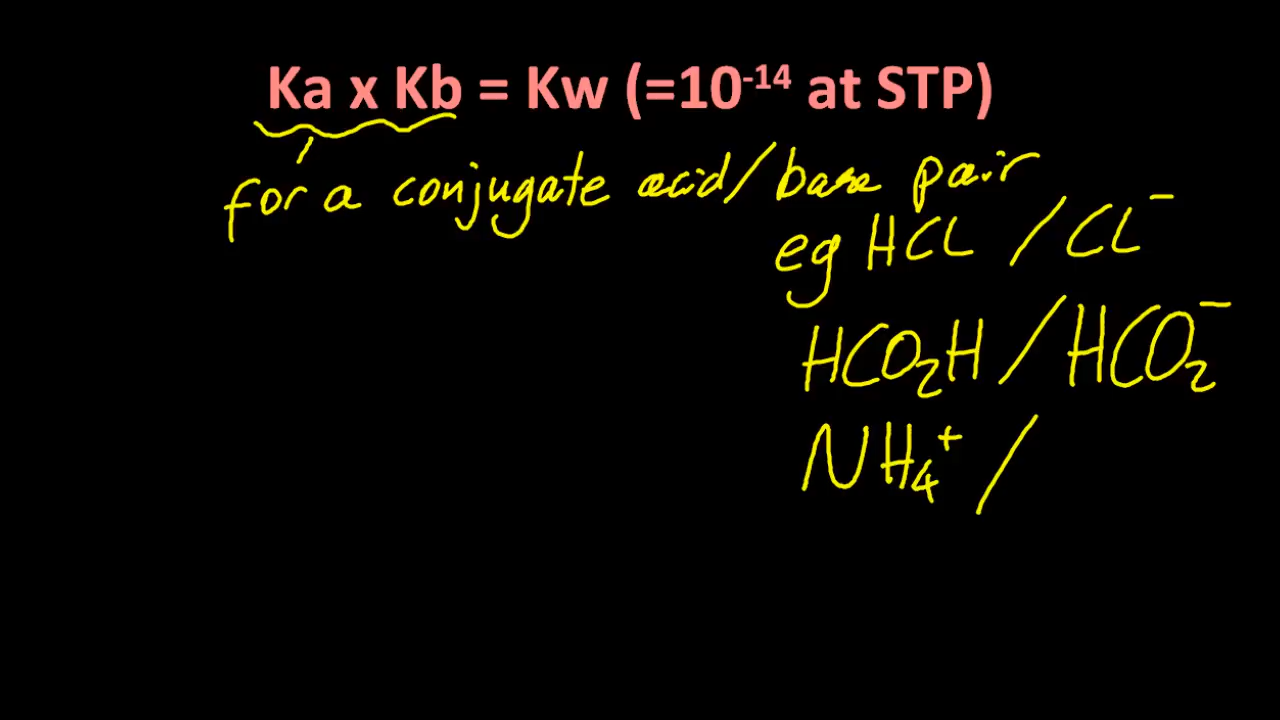 Ka x Kb = Kw (=10⁻¹⁴ at STP)
for a conjugate acid/base pair
eg HCl / Cl⁻
HCO₂H / HCO₂⁻
NH₄⁺ /